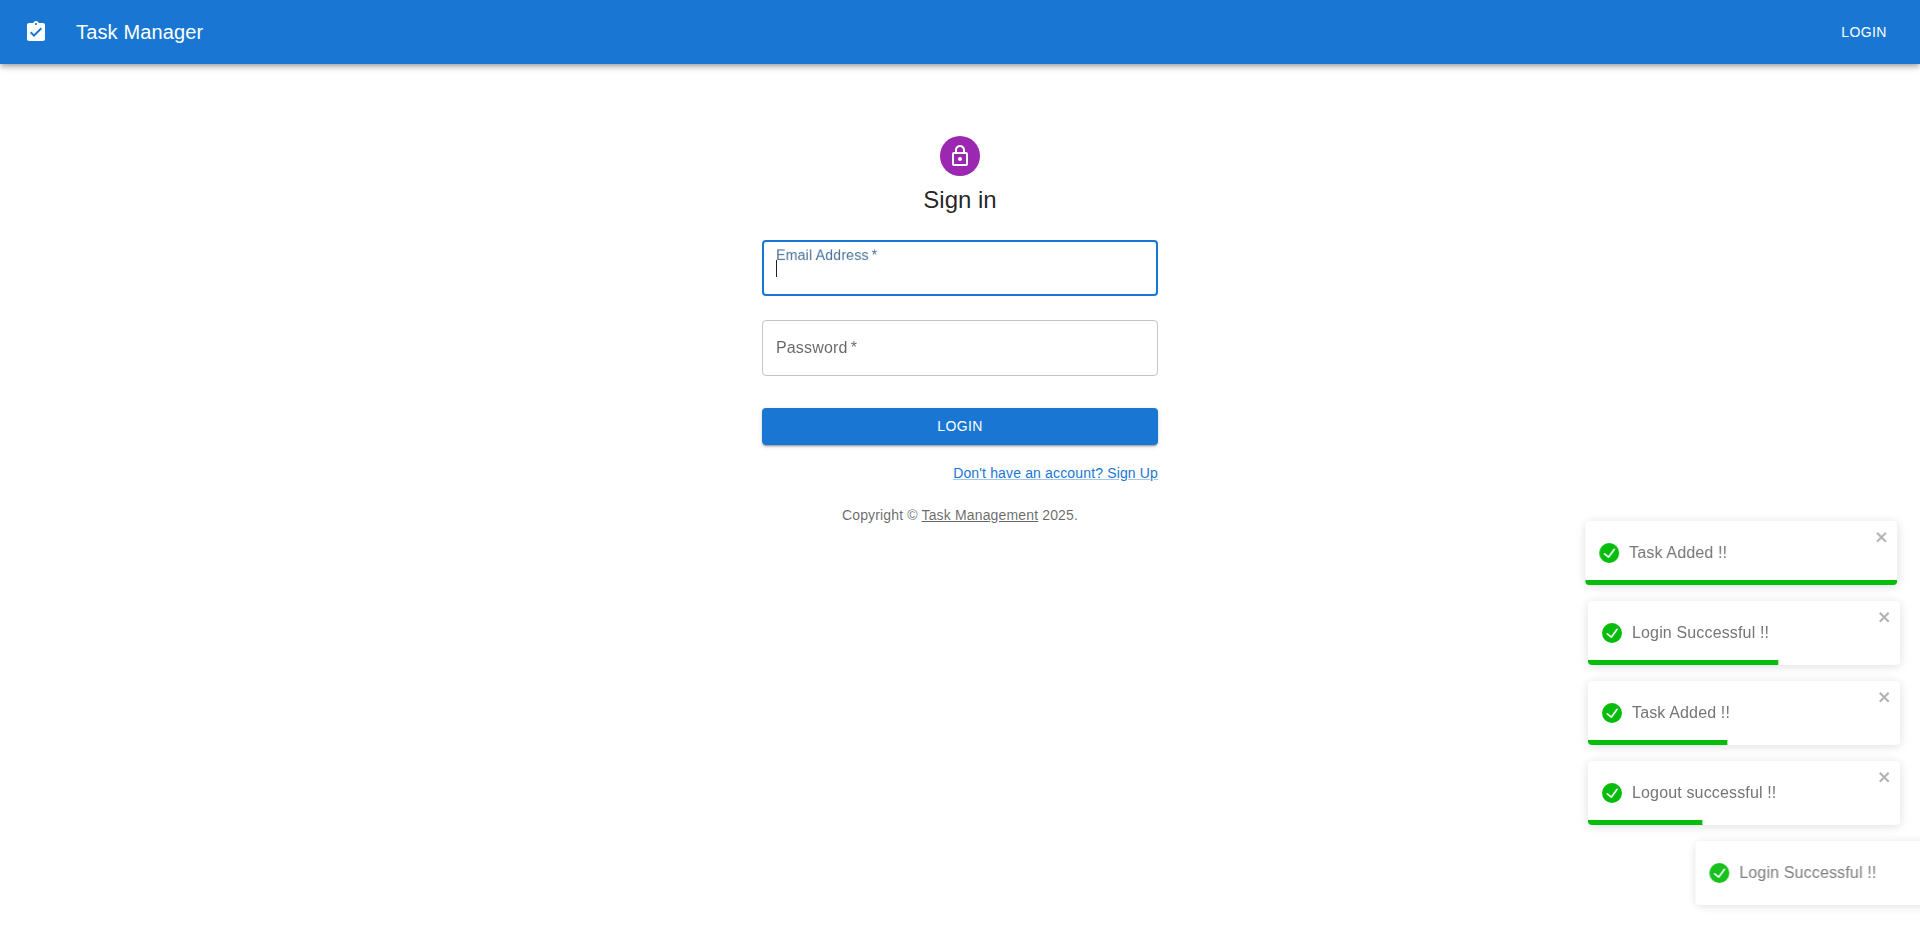 Task Manager
LOGIN
Sign in
Email Address *
Password *
LOGIN
Don't have an account? Sign Up
Copyright © Task Management 2025.
Task Added !!
Login Successful !!
Task Added !!
Logout successful !!
Login Successful !!